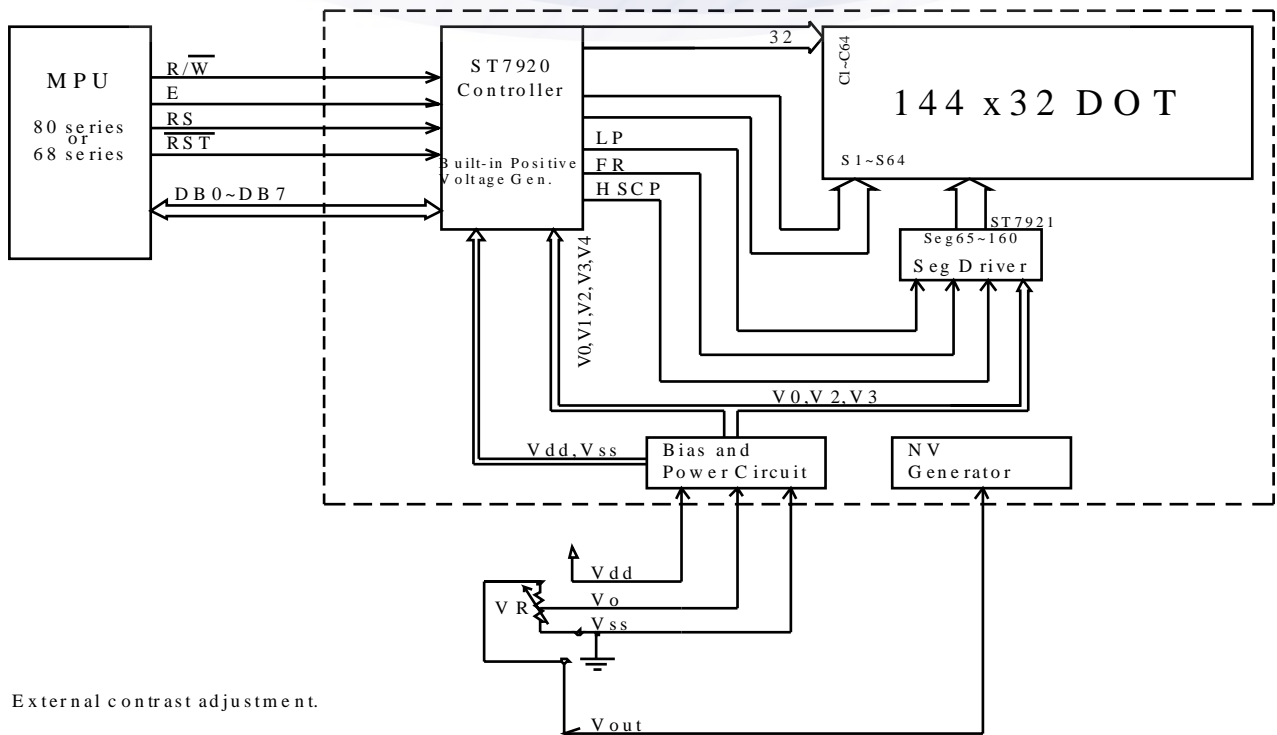 MPU
80 series
or
68 series
R/W̅
E
RS
R̅S̅T̅
DB0~DB7
ST7920
Controller
Built-in Positive
Voltage Gen.
LP
FR
HSCP
32
C1~C64
144 x32 DOT
S1~S64
ST7921
Seg65~160
Seg Driver
V0,V1,V2,V3,V4
V0,V2,V3
Vdd,Vss
Bias and
Power Circuit
NV
Generator
Vdd
VR
Vo
Vss
External contrast adjustment.
Vout